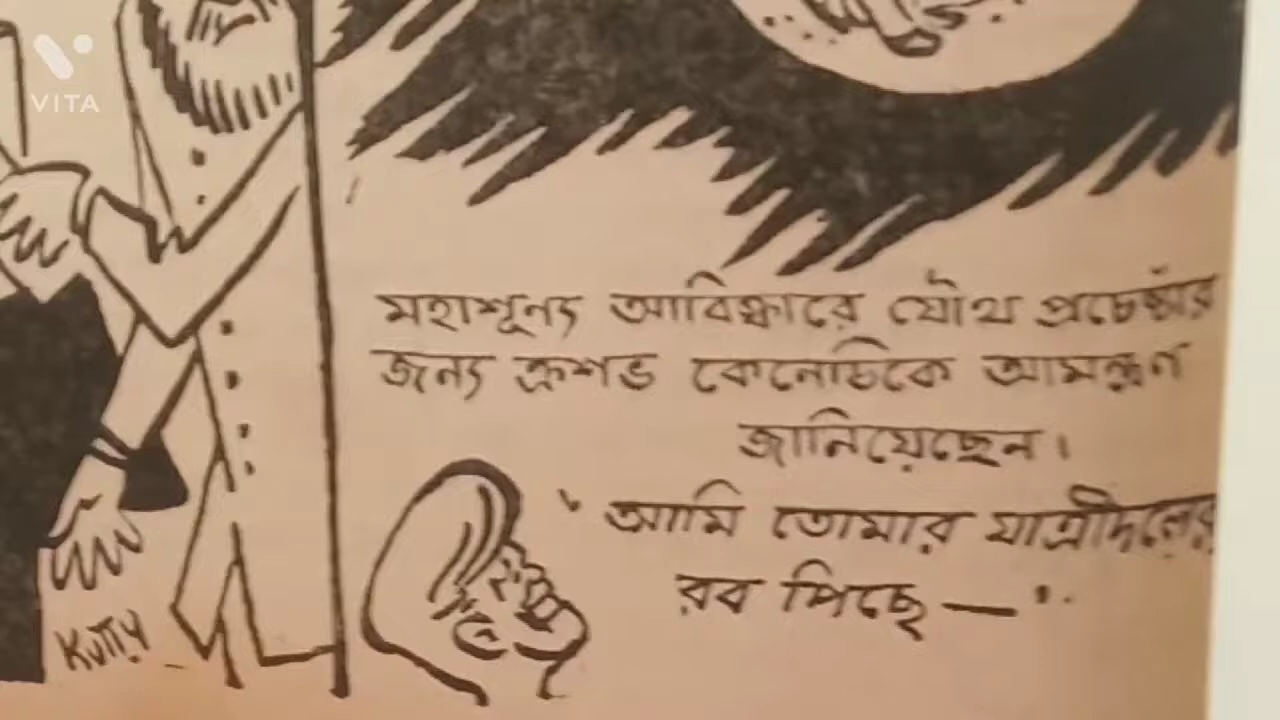 VITA
মহাশূন্য আবিষ্কারে যৌথ প্রচেষ্টার
জন্য ক্রুশভ কেনেডিকে আমন্ত্রণ
জানিয়েছেন।
‘আমি তোমার যাত্রীদলের
রব পিছে —’.
KUTTY